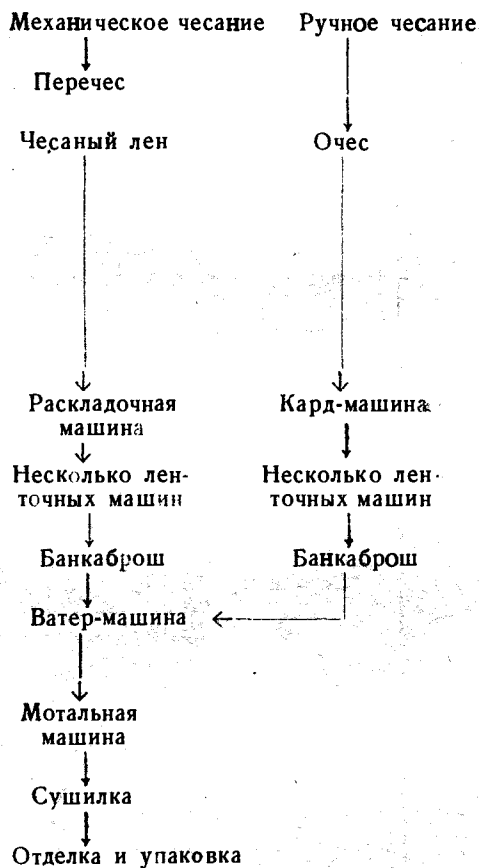 Механическое чесание Ручное чесание
Перечес
Чесаный лен Очес
Раскладочная Кард-машина
машина
Несколько лен- Несколько лен-
точных машин точных машин
Банкаброш Банкаброш
Ватер-машина
Мотальная
машина
Сушилка
Отделка и упаковка